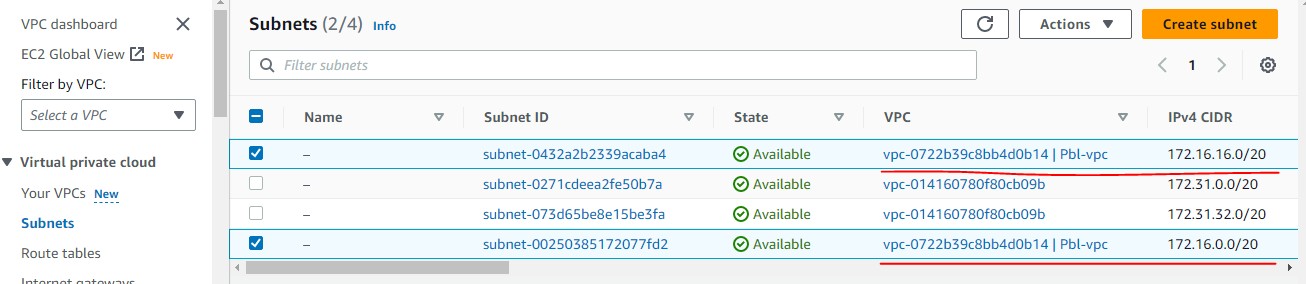 VPC dashboard
EC2 Global View New
Filter by VPC:
Select a VPC
Virtual private cloud
Your VPCs New
Subnets
Route tables
Internet gateways
Subnets (2/4) Info
Actions
Create subnet
Filter subnets
1
Name Subnet ID State VPC IPv4 CIDR
– subnet-0432a2b2339acaba4 Available vpc-0722b39c8bb4d0b14 | Pbl-vpc 172.16.16.0/20
– subnet-0271cdeea2fe50b7a Available vpc-014160780f80cb09b 172.31.0.0/20
– subnet-073d65be8e15be3fa Available vpc-014160780f80cb09b 172.31.32.0/20
– subnet-00250385172077fd2 Available vpc-0722b39c8bb4d0b14 | Pbl-vpc 172.16.0.0/20